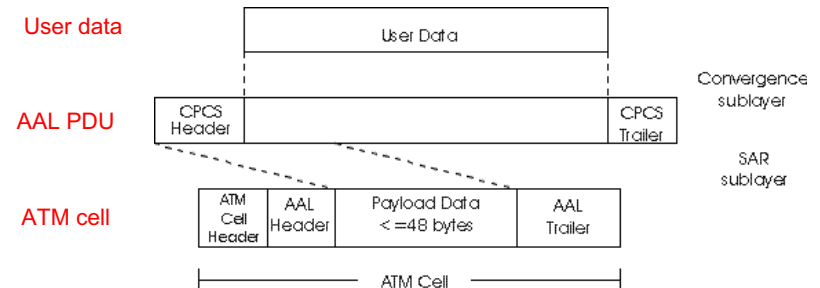 User data
User Data
Convergence
sublayer
AAL PDU
CPCS
Header
CPCS
Trailer
SAR
sublayer
ATM cell
ATM
Cell
Header
AAL
Header
Payload Data
<=48 bytes
AAL
Trailer
ATM Cell